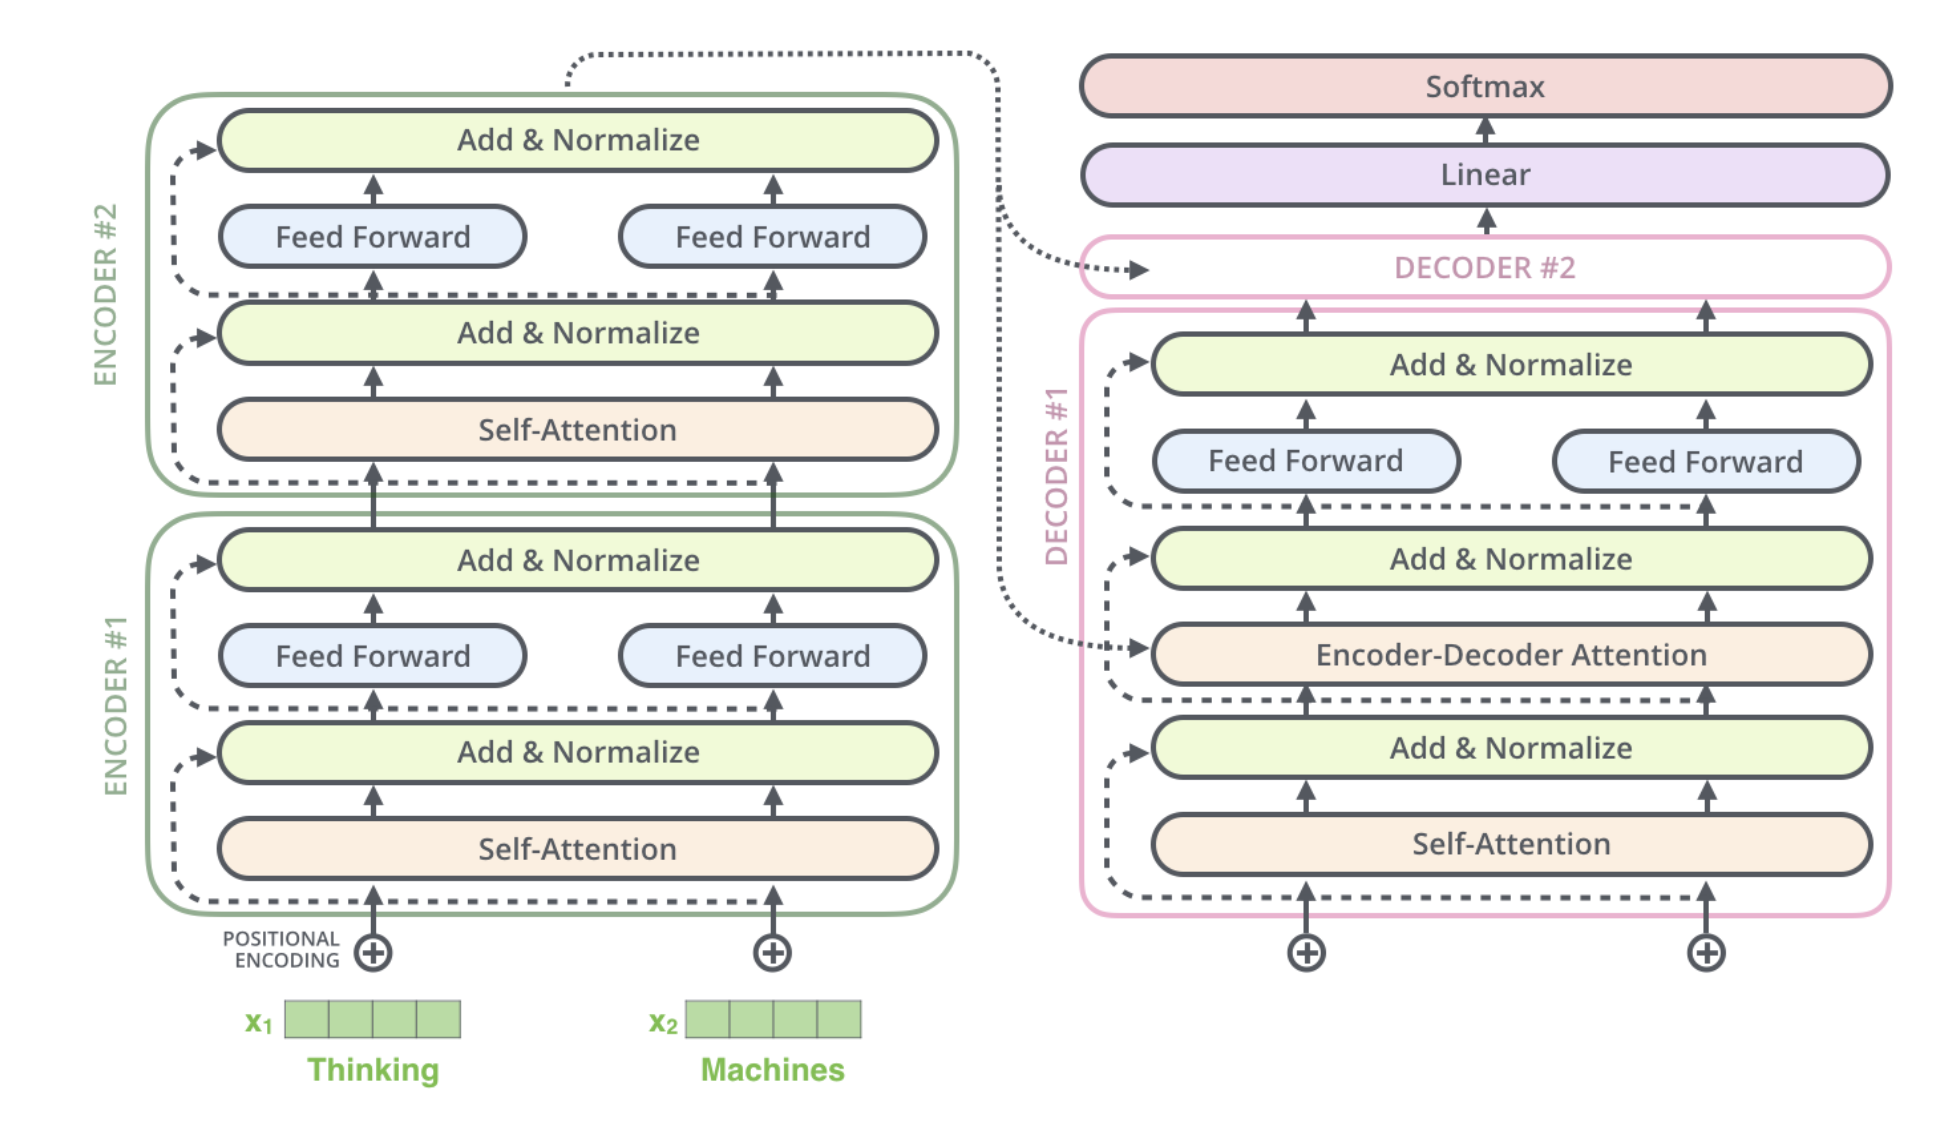 ENCODER #2
Add & Normalize
Feed Forward
Feed Forward
Add & Normalize
Self-Attention
ENCODER #1
Add & Normalize
Feed Forward
Feed Forward
Add & Normalize
Self-Attention
POSITIONAL
ENCODING
x₁
x₂
Thinking
Machines
Softmax
Linear
DECODER #2
DECODER #1
Add & Normalize
Feed Forward
Feed Forward
Add & Normalize
Encoder-Decoder Attention
Add & Normalize
Self-Attention